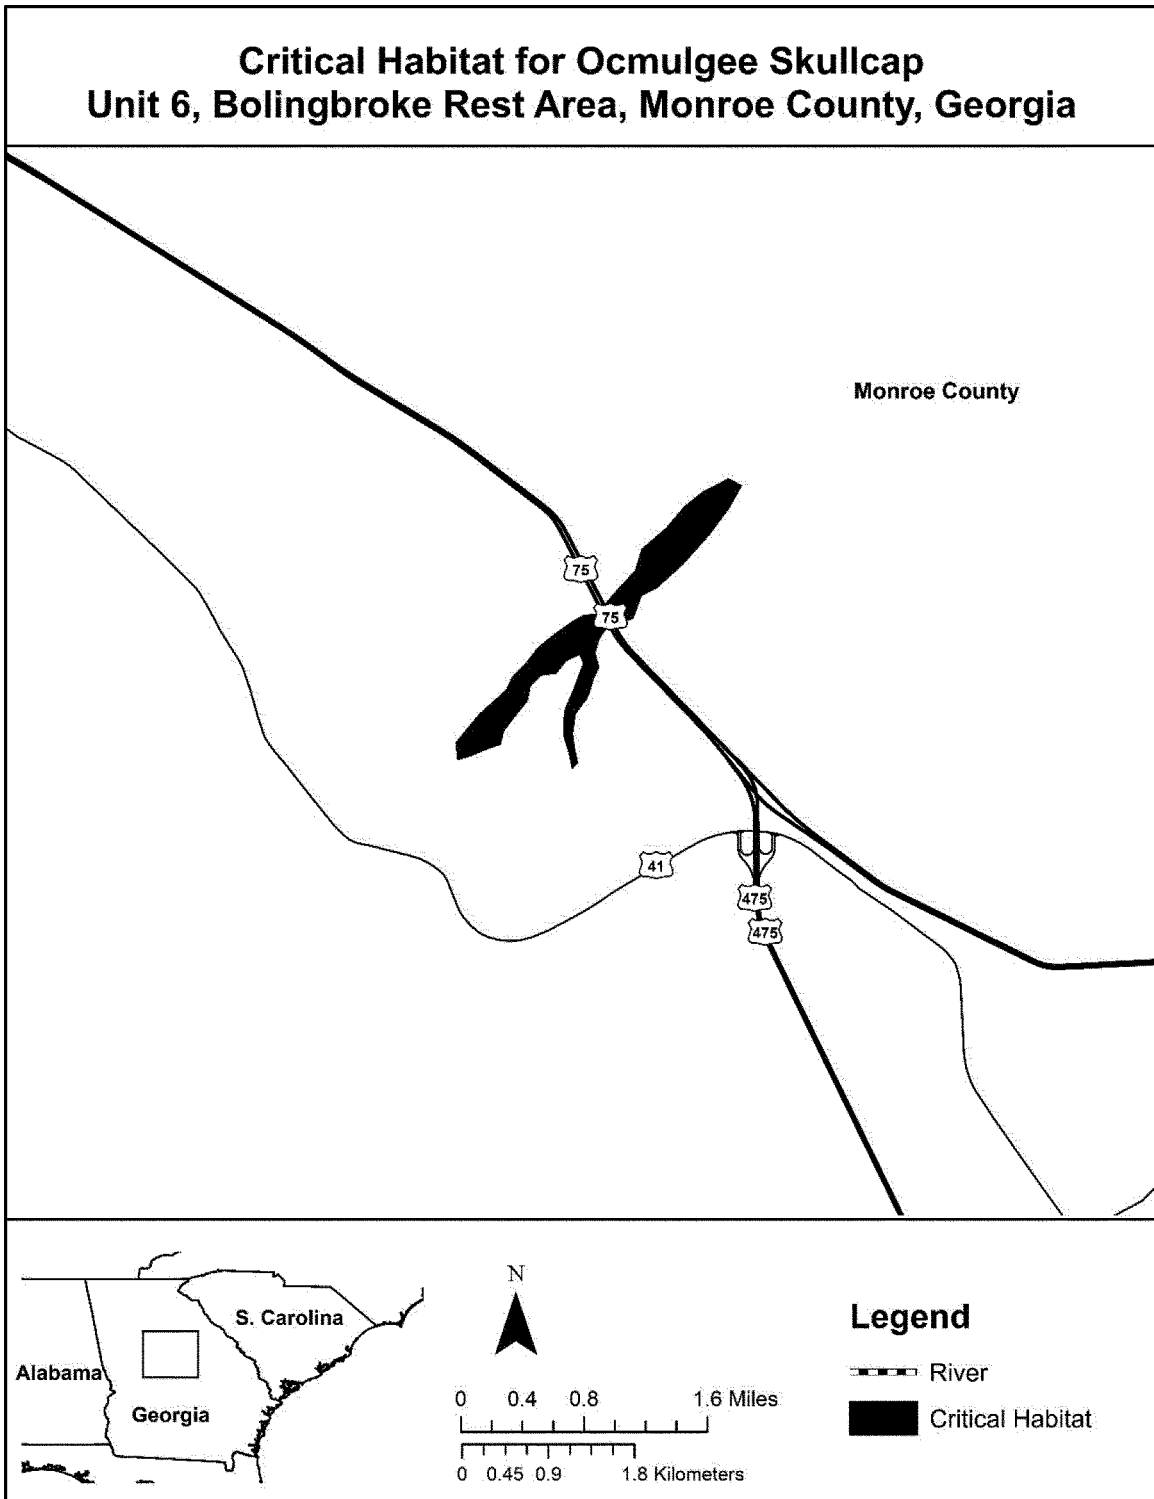 Critical Habitat for Ocmulgee Skullcap
Unit 6, Bolingbroke Rest Area, Monroe County, Georgia
Monroe County
75
75
41
475
475
S. Carolina
Alabama
Georgia
N
0 0.4 0.8 1.6 Miles
0 0.45 0.9 1.8 Kilometers
Legend
River
Critical Habitat